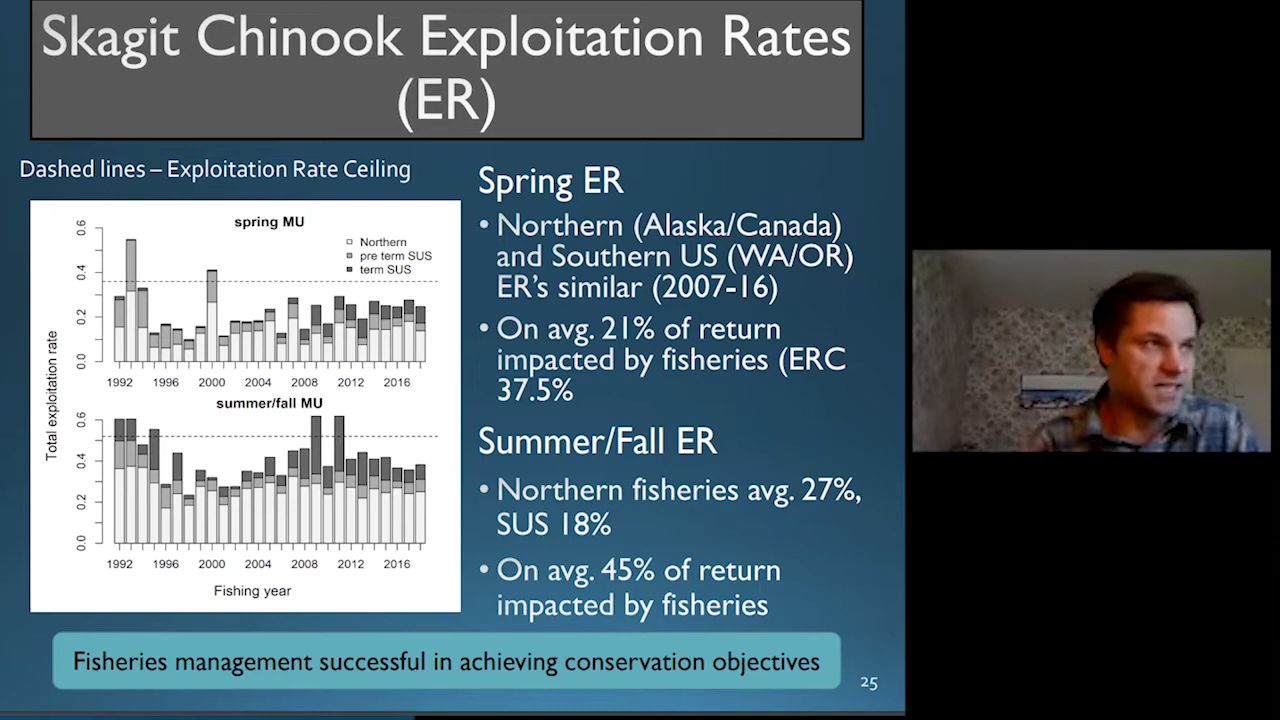 Skagit Chinook Exploitation Rates
(ER)
Dashed lines – Exploitation Rate Ceiling
spring MU
Northern
pre term SUS
term SUS
0.6
0.4
0.2
0.0
1992 1996 2000 2004 2008 2012 2016
summer/fall MU
0.6
0.4
0.2
0.0
1992 1996 2000 2004 2008 2012 2016
Total exploitation rate
Fishing year
Spring ER
• Northern (Alaska/Canada)
and Southern US (WA/OR)
ER's similar (2007-16)
• On avg. 21% of return
impacted by fisheries (ERC
37.5%
Summer/Fall ER
• Northern fisheries avg. 27%,
SUS 18%
• On avg. 45% of return
impacted by fisheries
Fisheries management successful in achieving conservation objectives
25